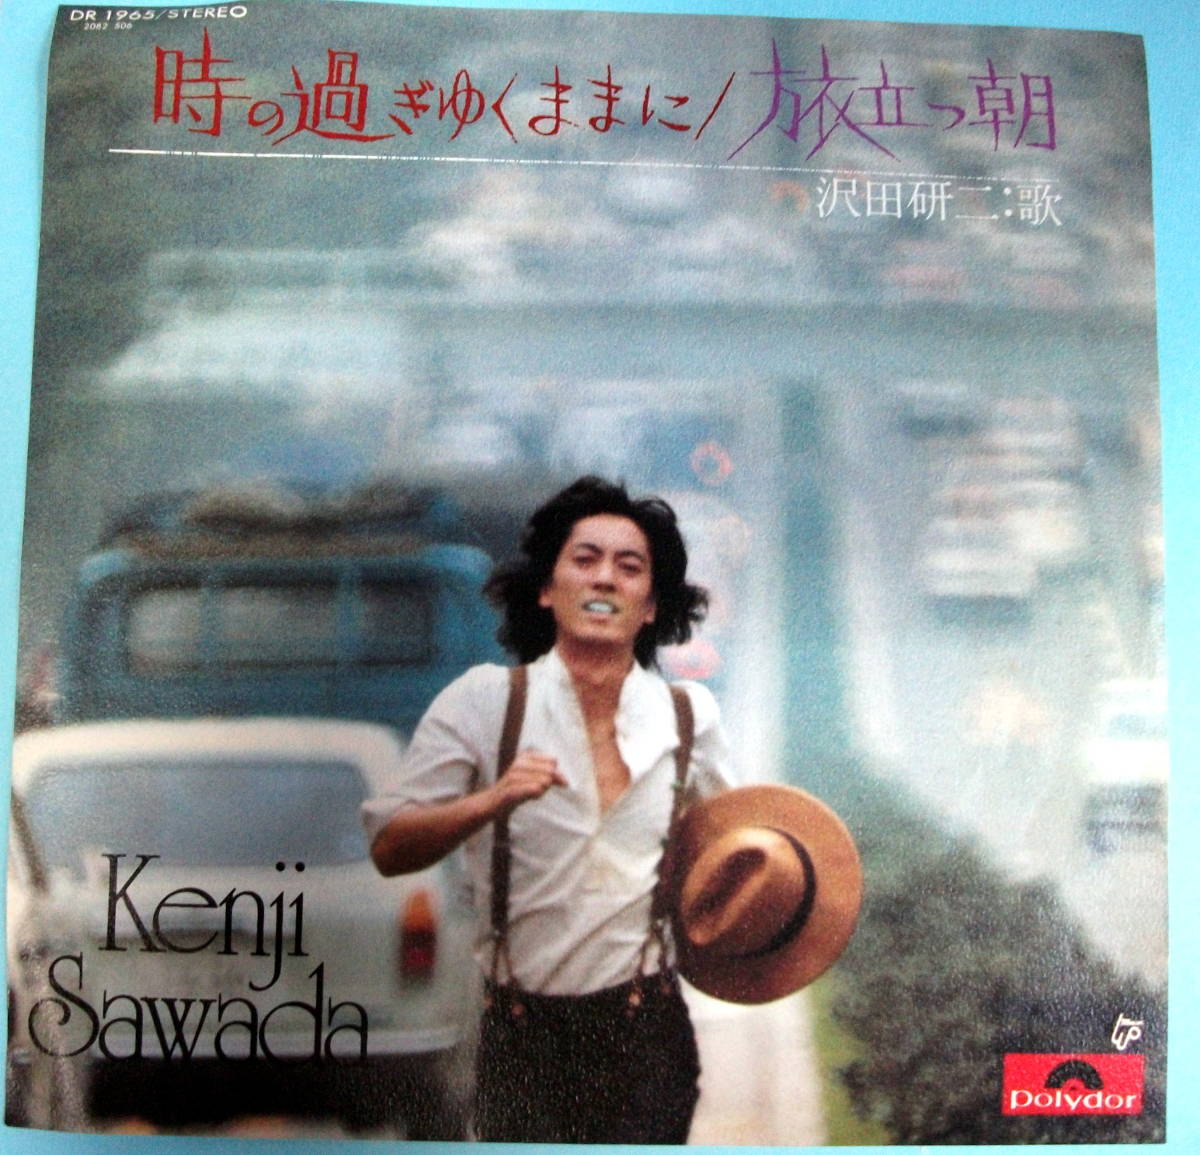 DR 1965/STEREO
2082 506
時の過ぎゆくままに/旅立つ朝
沢田研二:歌
Kenji
Sawada
polydor